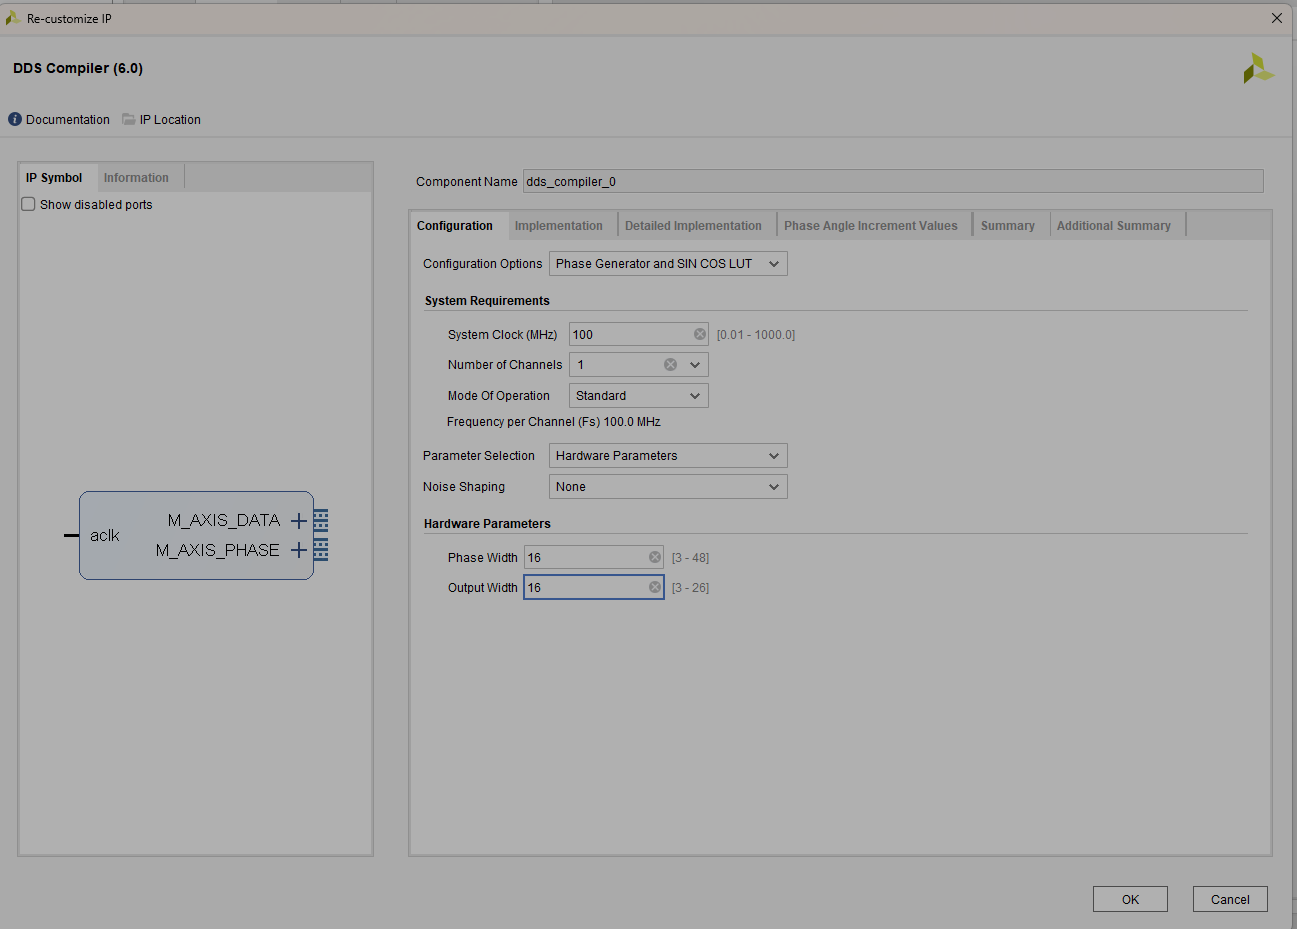 Re-customize IP
DDS Compiler (6.0)
Documentation IP Location
IP Symbol Information
Show disabled ports
aclk
M_AXIS_DATA
M_AXIS_PHASE
Component Name dds_compiler_0
Configuration Implementation Detailed Implementation Phase Angle Increment Values Summary Additional Summary
Configuration Options Phase Generator and SIN COS LUT
System Requirements
System Clock (MHz) 100 [0.01 - 1000.0]
Number of Channels 1
Mode Of Operation Standard
Frequency per Channel (Fs) 100.0 MHz
Parameter Selection Hardware Parameters
Noise Shaping None
Hardware Parameters
Phase Width 16 [3 - 48]
Output Width 16 [3 - 26]
OK Cancel